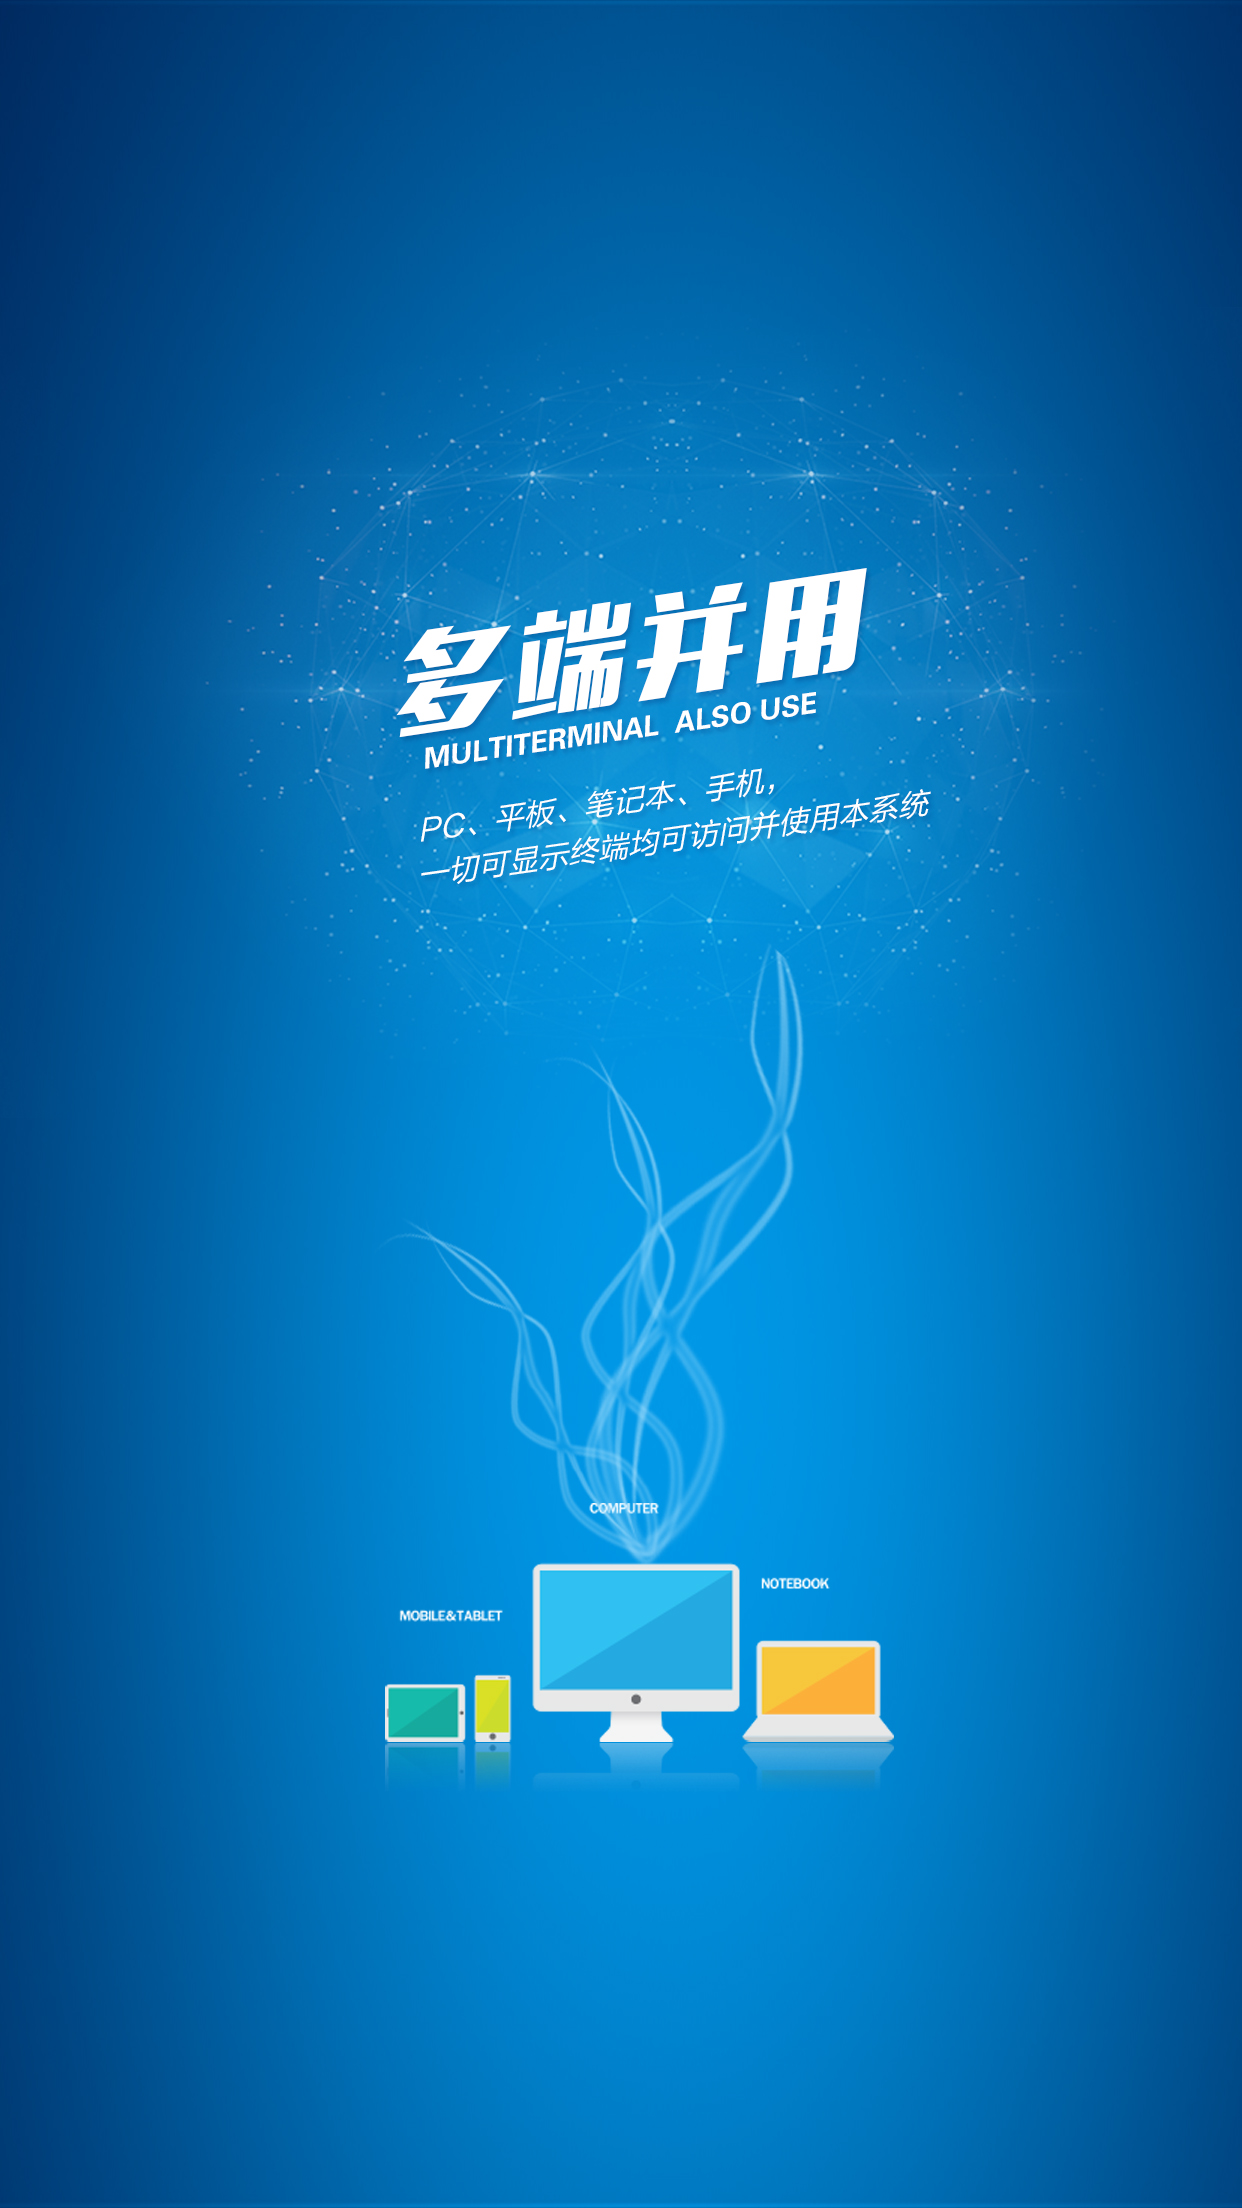 多端并用
MULTITERMINAL ALSO USE
PC、平板、笔记本、手机，
一切可显示终端均可访问并使用本系统
COMPUTER
NOTEBOOK
MOBILE&TABLET